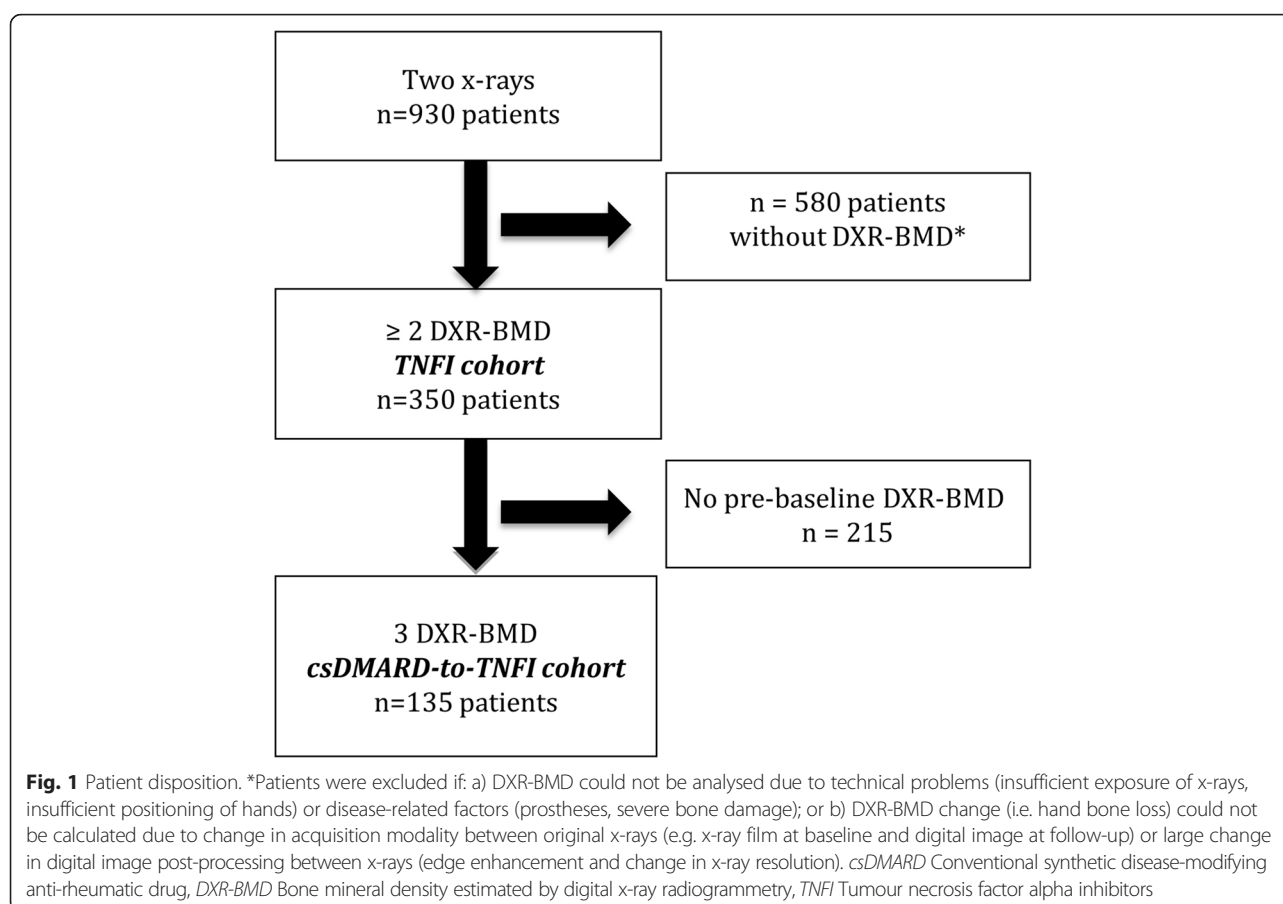 Two x-rays
n=930 patients
n = 580 patients
without DXR-BMD*
≥ 2 DXR-BMD
TNFI cohort
n=350 patients
No pre-baseline DXR-BMD
n = 215
3 DXR-BMD
csDMARD-to-TNFI cohort
n=135 patients
Fig. 1 Patient disposition. *Patients were excluded if: a) DXR-BMD could not be analysed due to technical problems (insufficient exposure of x-rays,
insufficient positioning of hands) or disease-related factors (prostheses, severe bone damage); or b) DXR-BMD change (i.e. hand bone loss) could not
be calculated due to change in acquisition modality between original x-rays (e.g. x-ray film at baseline and digital image at follow-up) or large change
in digital image post-processing between x-rays (edge enhancement and change in x-ray resolution). csDMARD Conventional synthetic disease-modifying
anti-rheumatic drug, DXR-BMD Bone mineral density estimated by digital x-ray radiogrammetry, TNFI Tumour necrosis factor alpha inhibitors